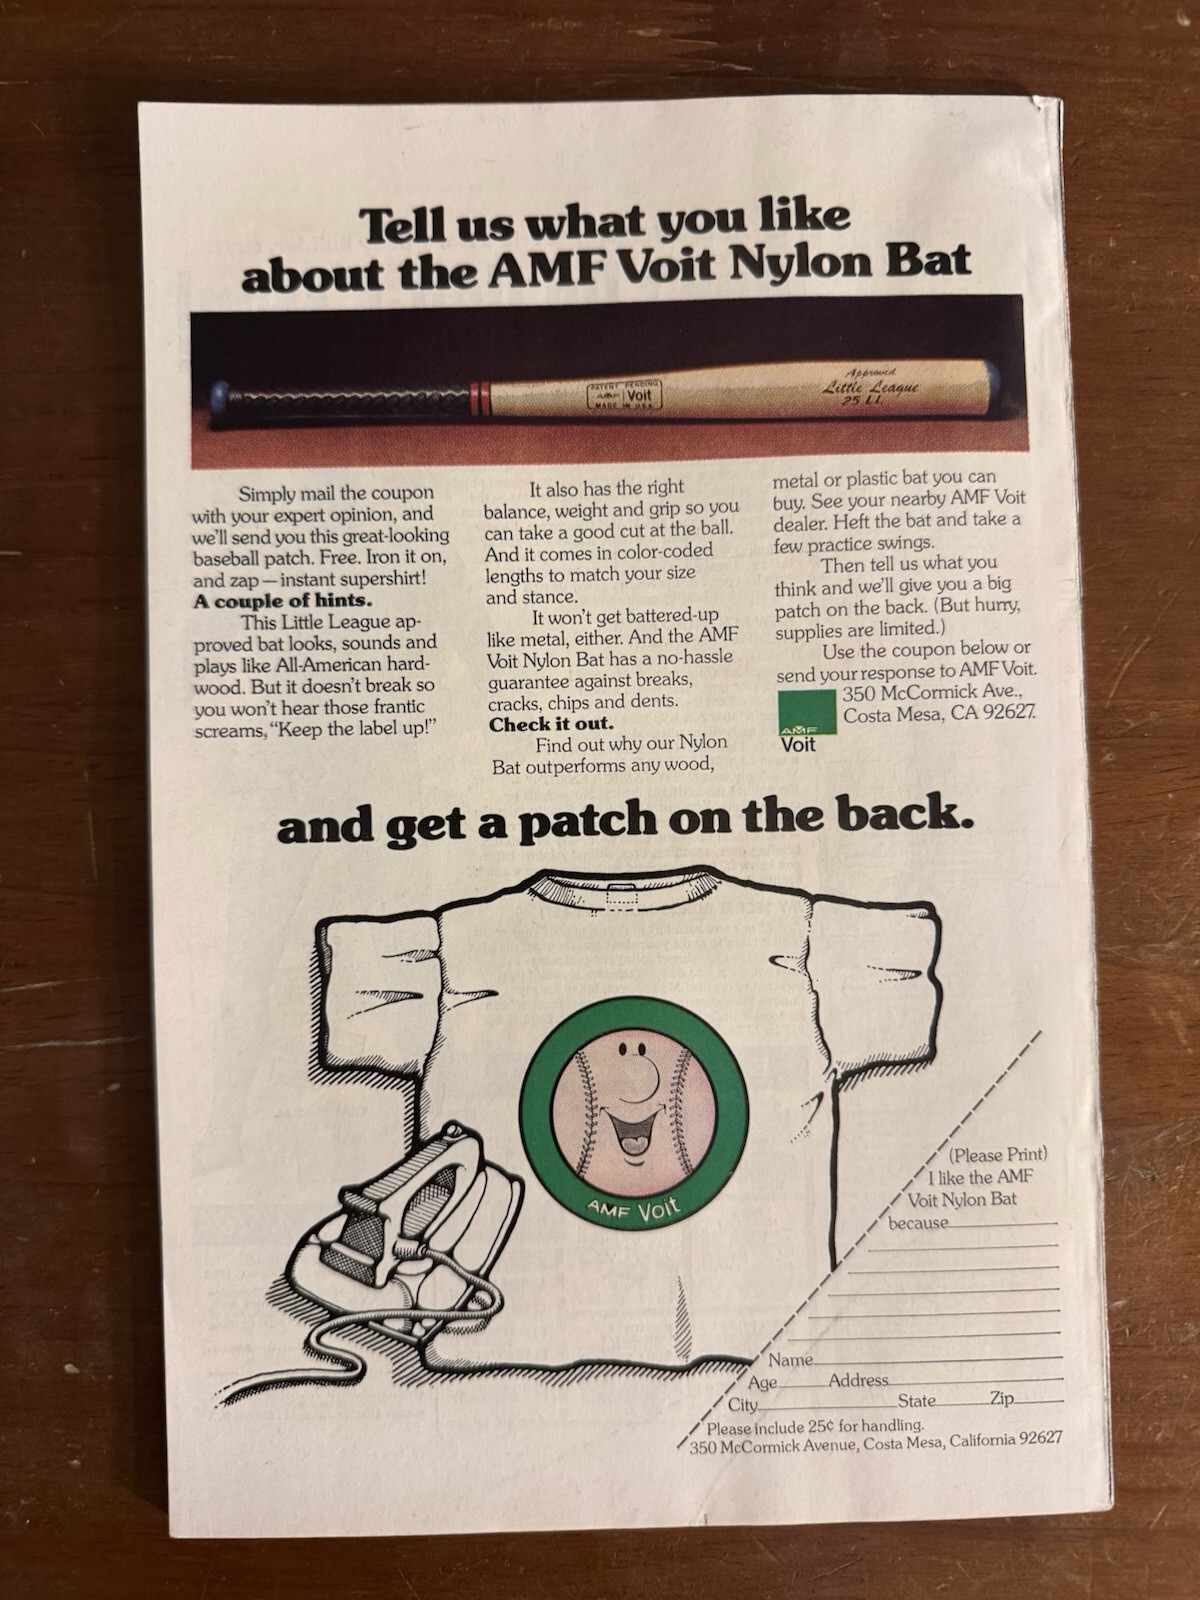 Tell us what you like
about the AMF Voit Nylon Bat
PATENT PENDING
AMF Voit
MADE IN U.S.A.
Approved
Little League
25 LL
Simply mail the coupon
with your expert opinion, and
we'll send you this great-looking
baseball patch. Free. Iron it on,
and zap — instant supershirt!
A couple of hints.
This Little League ap-
proved bat looks, sounds and
plays like All-American hard-
wood. But it doesn't break so
you won't hear those frantic
screams, "Keep the label up!"
It also has the right
balance, weight and grip so you
can take a good cut at the ball.
And it comes in color-coded
lengths to match your size
and stance.
It won't get battered-up
like metal, either. And the AMF
Voit Nylon Bat has a no-hassle
guarantee against breaks,
cracks, chips and dents.
Check it out.
Find out why our Nylon
Bat outperforms any wood,
metal or plastic bat you can
buy. See your nearby AMF Voit
dealer. Heft the bat and take a
few practice swings.
Then tell us what you
think and we'll give you a big
patch on the back. (But hurry,
supplies are limited.)
Use the coupon below or
send your response to AMF Voit.
350 McCormick Ave.,
Costa Mesa, CA 92627.
AMF
Voit
and get a patch on the back.
AMF Voit
(Please Print)
I like the AMF
Voit Nylon Bat
because
Name
Age Address
City State Zip
Please include 25¢ for handling.
350 McCormick Avenue, Costa Mesa, California 92627